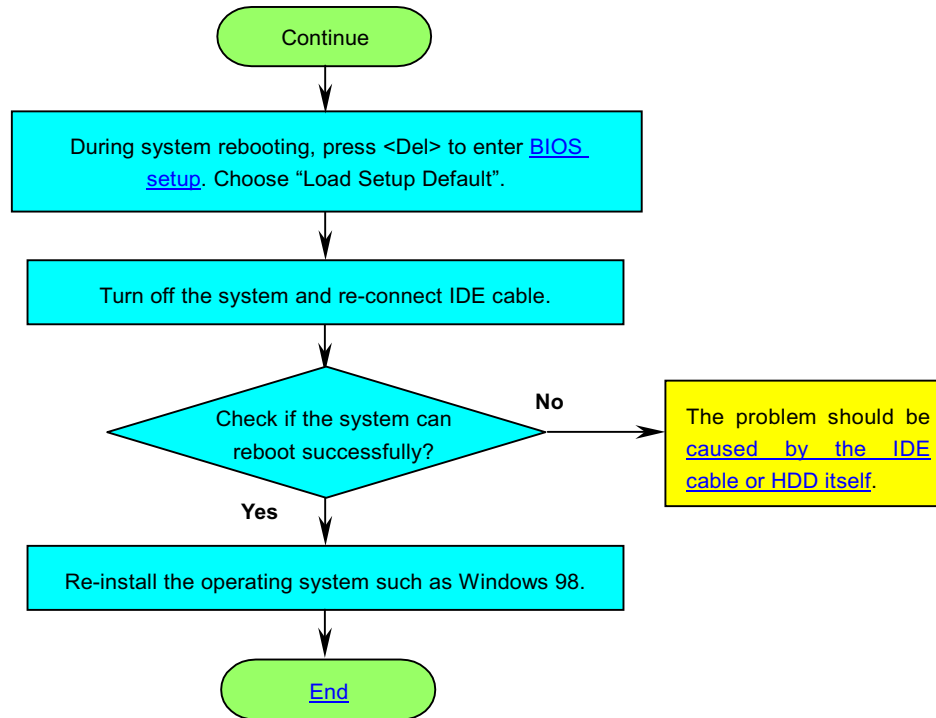 Continue
During system rebooting, press <Del> to enter BIOS
setup. Choose “Load Setup Default”.
Turn off the system and re-connect IDE cable.
Check if the system can
reboot successfully?
No
The problem should be
caused by the IDE
cable or HDD itself.
Yes
Re-install the operating system such as Windows 98.
End